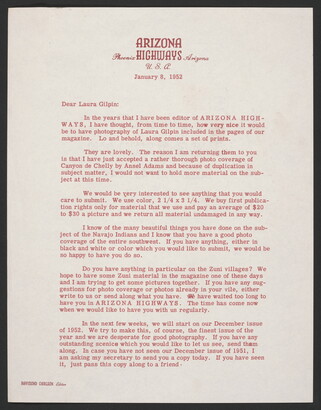 ARIZONA
Phoenix HIGHWAYS Arizona
U. S. A.
January 8, 1952
Dear Laura Gilpin:
In the years that I have been editor of ARIZONA HIGH-
WAYS, I have thought, from time to time, how very nice it would
be to have photography of Laura Gilpin included in the pages of our
magazine. Lo and behold, along comes a set of prints.
They are lovely. The reason I am returning them to you
is that I have just accepted a rather thorough photo coverage of
Canyon de Chelly by Ansel Adams and because of duplication in
subject matter, I would not want to hold more material on the sub-
ject at this time.
We would be very interested to see anything that you would
care to submit. We use color, 2 1/4 x 3 1/4. We buy first publica-
tion rights only for material that we use and pay an average of $20
to $30 a picture and we return all material undamaged in any way.
I know of the many beautiful things you have done on the sub-
ject of the Navajo Indians and I know that you have a good photo
coverage of the entire southwest. If you have anything, either in
black and white or color which you would like to submit, we would be
so happy to have you do so.
Do you have anything in particular on the Zuni villages? We
hope to have some Zuni material in the magazine one of these days
and I am trying to get some pictures together. If you have any sug-
gestions for photo coverage or photos already in your vile, either
write to us or send along what you have. We have waited too long to
have you in ARIZONA HIGHWAYS. The time has come now
when we would like to have you with us regularly.
In the next few weeks, we will start on our December issue
of 1952. We try to make this, of course, the finest issue of the
year and we are desperate for good photography. If you have any
outstanding scenics which you would like to let us see, send them
along. In case you have not seen our December issue of 1951, I
am asking my secretary to send you a copy today. If you have seen
it, just pass this copy along to a friend
RAYMOND CARLSON Editor